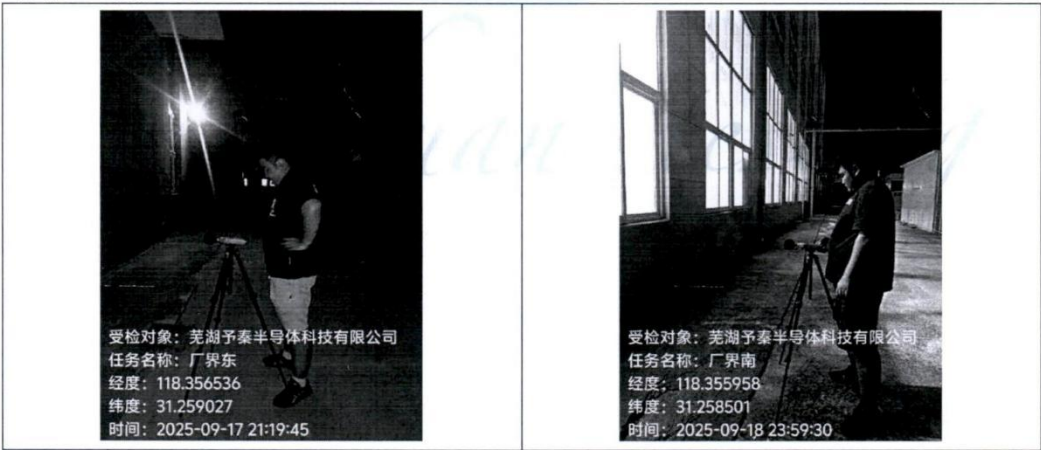 受检对象：芜湖予秦半导体科技有限公司
任务名称：厂界东
经度：118.356536
纬度：31.259027
时间：2025-09-17 21:19:45
受检对象：芜湖予秦半导体科技有限公司
任务名称：厂界南
经度：118.355958
纬度：31.258501
时间：2025-09-18 23:59:30